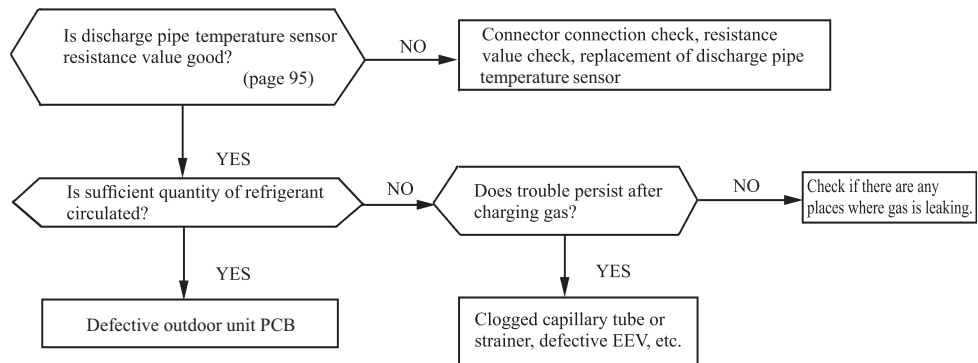 Is discharge pipe temperature sensor
resistance value good?
(page 95)
NO
Connector connection check, resistance
value check, replacement of discharge pipe
temperature sensor
YES
Is sufficient quantity of refrigerant
circulated?
NO
Does trouble persist after
charging gas?
NO
Check if there are any
places where gas is leaking.
YES
Defective outdoor unit PCB
YES
Clogged capillary tube or
strainer, defective EEV, etc.